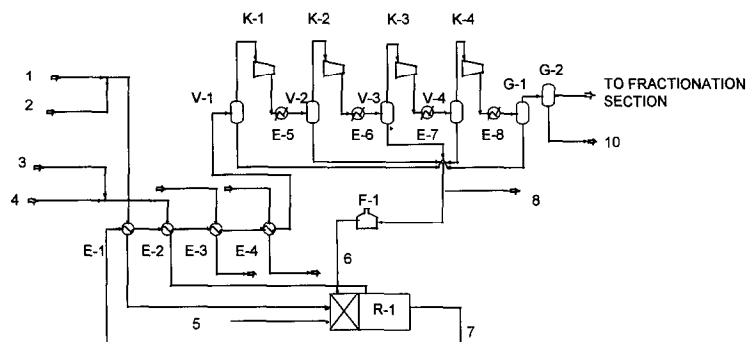 K-1 K-2 K-3 K-4
G-1 G-2
1
V-1 V-2 V-3 V-4
TO FRACTIONATION
SECTION
2
E-5 E-6 E-7 E-8
10
3
4
F-1
8
E-1 E-2 E-3 E-4
6
R-1
5
7